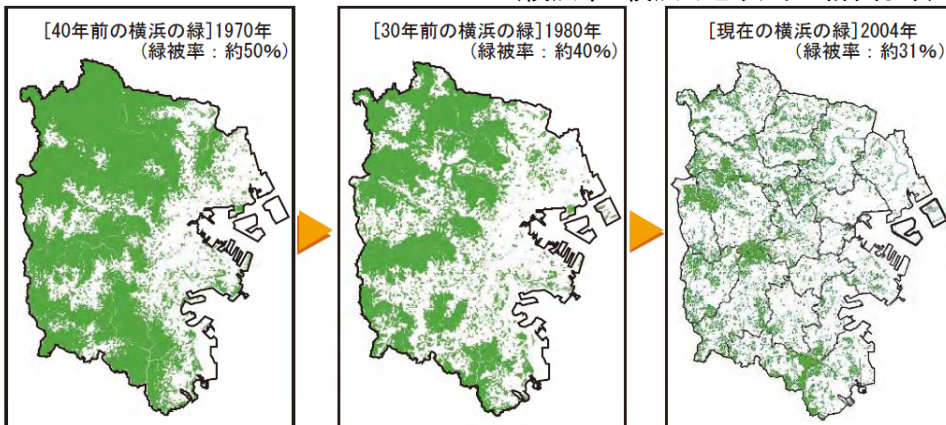 [40年前の横浜の緑]1970年
(緑被率：約50%)
[30年前の横浜の緑]1980年
(緑被率：約40%)
[現在の横浜の緑]2004年
(緑被率：約31%)